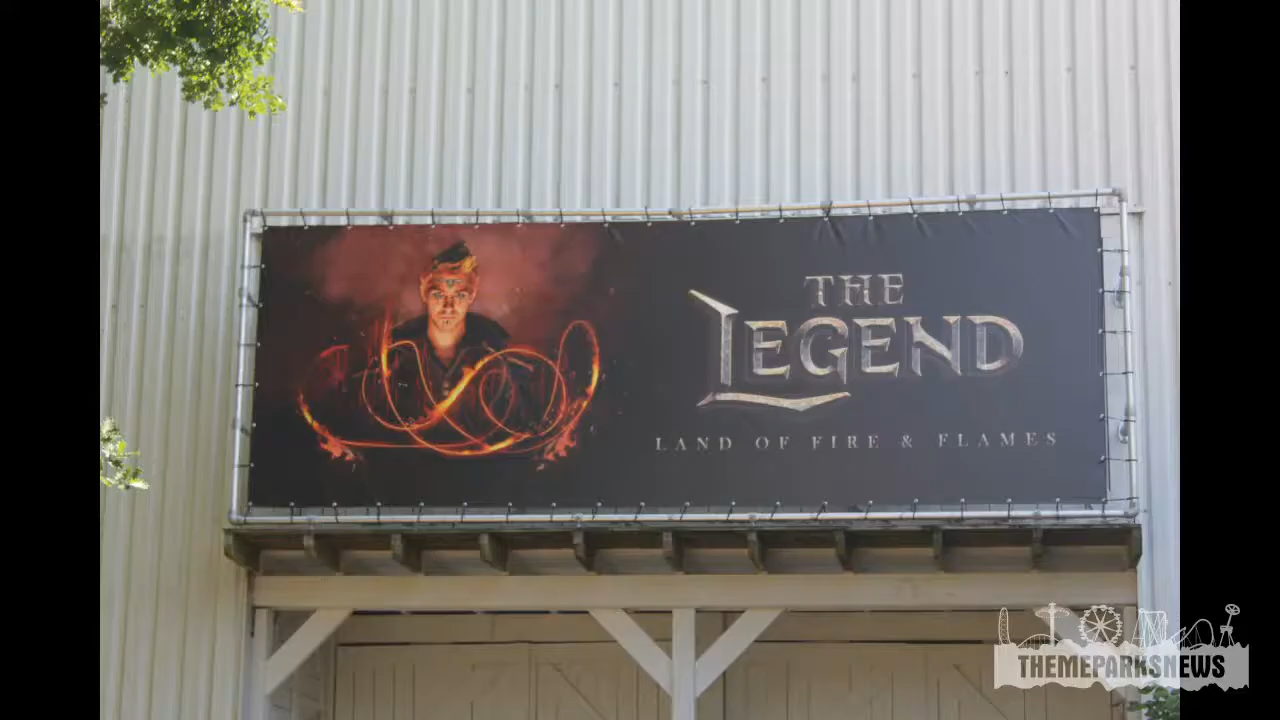 THE
LEGEND
LAND OF FIRE & FLAMES
THEMEPARKSNEWS